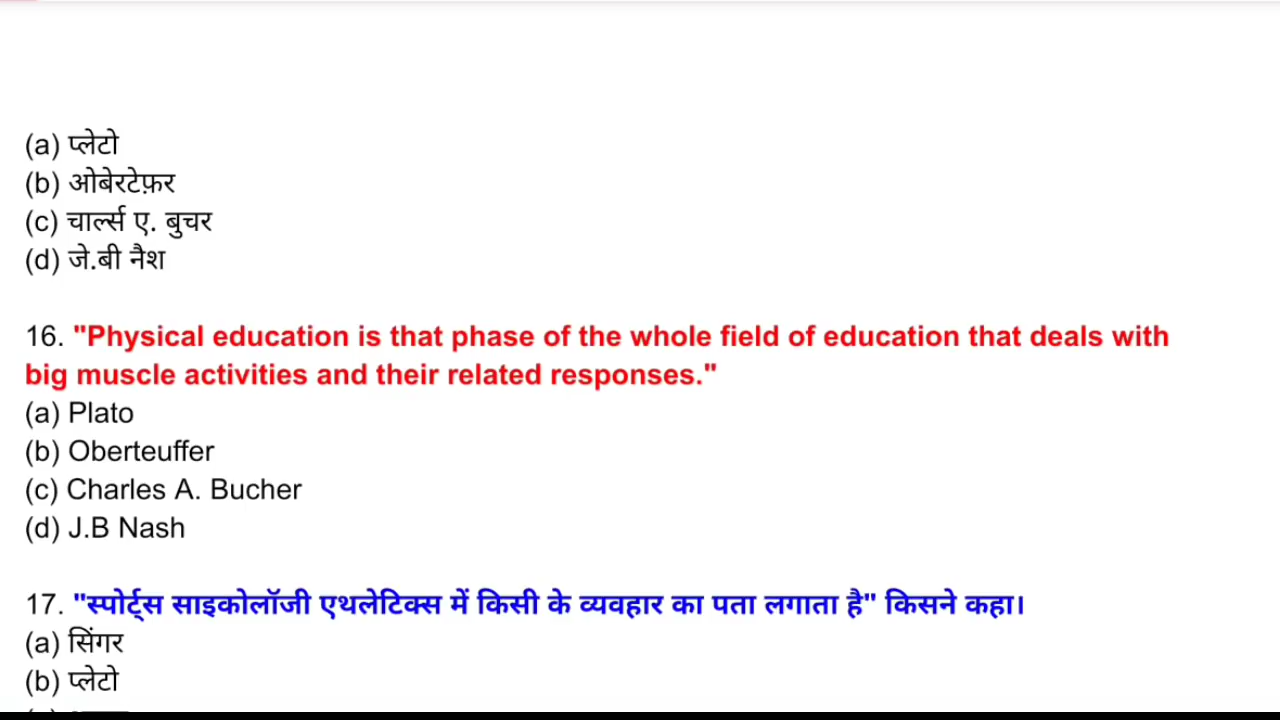 (a) प्लेटो
(b) ओबेरटेफ़र
(c) चार्ल्स ए. बुचर
(d) जे.बी नैश
16. "Physical education is that phase of the whole field of education that deals with
big muscle activities and their related responses."
(a) Plato
(b) Oberteuffer
(c) Charles A. Bucher
(d) J.B Nash
17. "स्पोर्ट्स साइकोलॉजी एथलेटिक्स में किसी के व्यवहार का पता लगाता है" किसने कहा।
(a) सिंगर
(b) प्लेटो